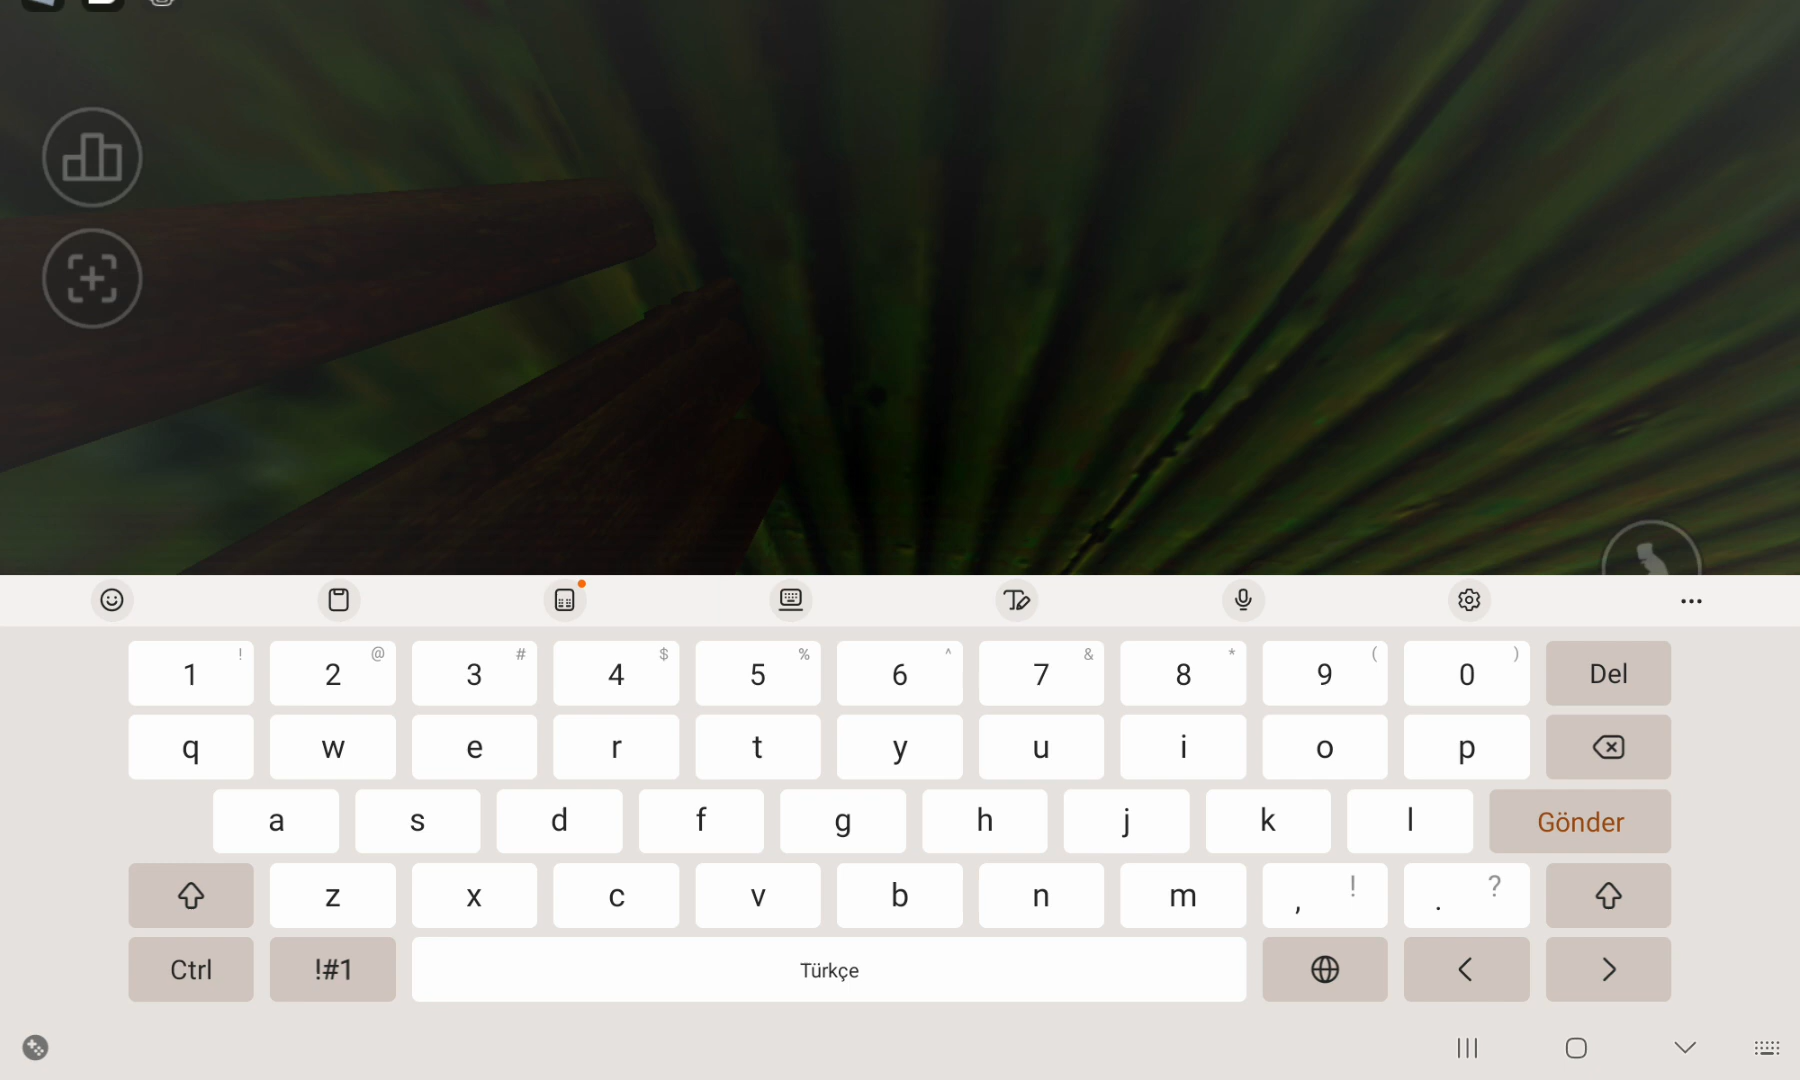 1 ! 2 @ 3 # 4 $ 5 % 6 ^ 7 & 8 * 9 ( 0 ) Del
q w e r t y u i o p
a s d f g h j k l Gönder
z x c v b n m , ! . ?
Ctrl !#1 Türkçe < >